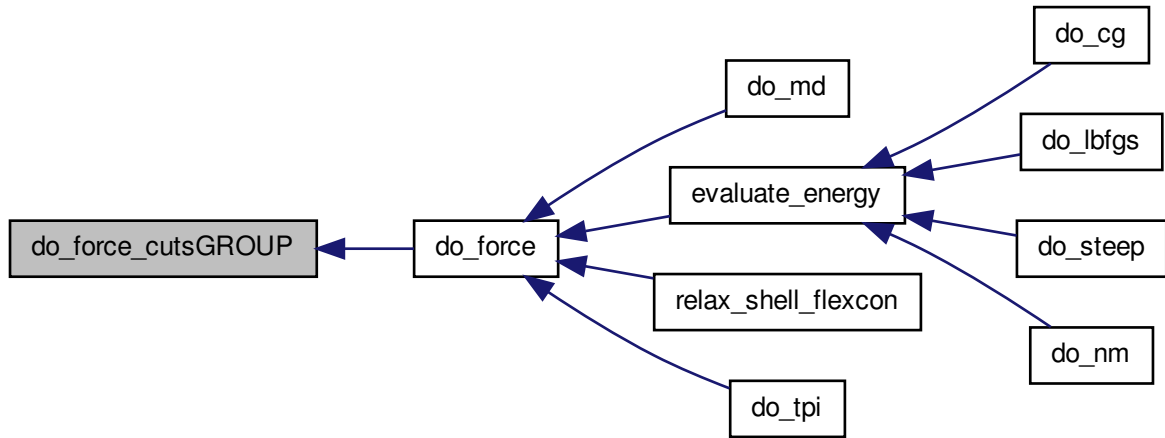 do_force_cutsGROUP
do_force
do_md
evaluate_energy
relax_shell_flexcon
do_tpi
do_cg
do_lbfgs
do_steep
do_nm